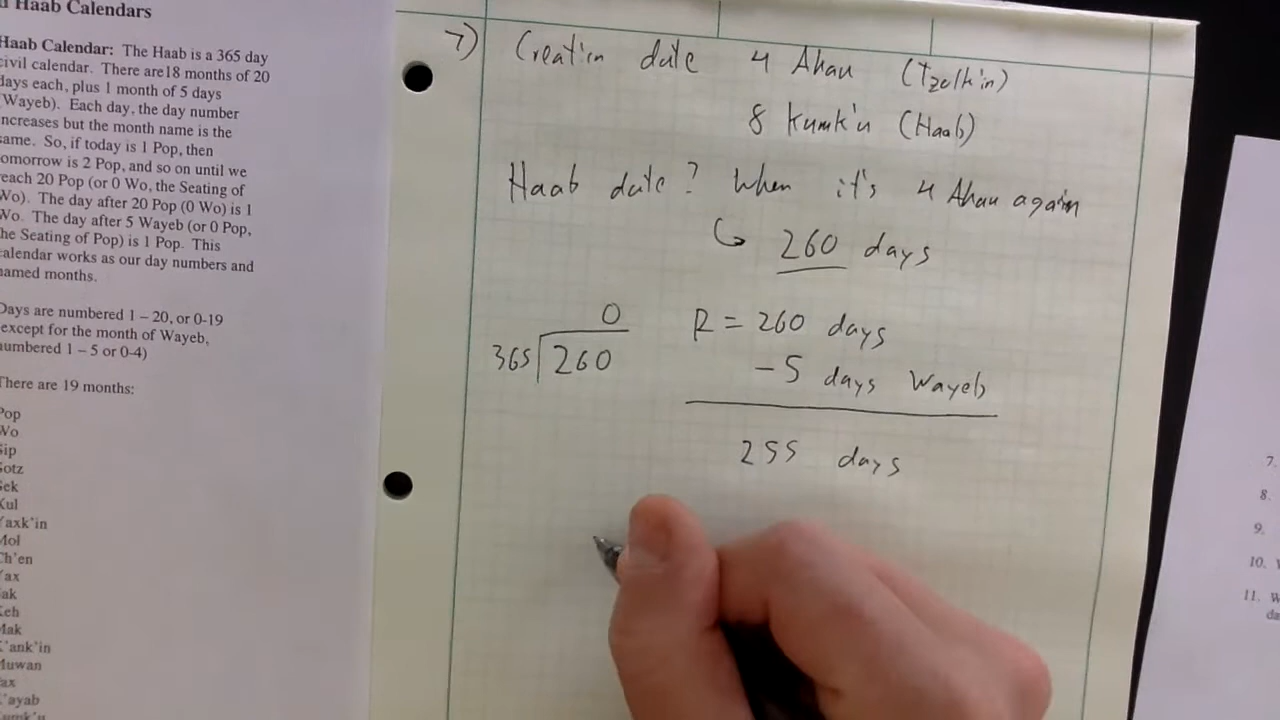 Haab Calendars
Haab Calendar: The Haab is a 365 day
civil calendar. There are18 months of 20
days each, plus 1 month of 5 days
(Wayeb). Each day, the day number
increases but the month name is the
same. So, if today is 1 Pop, then
tomorrow is 2 Pop, and so on until we
reach 20 Pop (or 0 Wo, the Seating of
Wo). The day after 20 Pop (0 Wo) is 1
Wo. The day after 5 Wayeb (or 0 Pop,
the Seating of Pop) is 1 Pop. This
calendar works as our day numbers and
named months.
Days are numbered 1 – 20, or 0-19
(except for the month of Wayeb,
numbered 1 – 5 or 0-4)
There are 19 months:
Pop
Wo
Sip
Sotz
Sek
Xul
Yaxk'in
Mol
Ch'en
Yax
Sak
Keh
Mak
K'ank'in
Muwan
Pax
K'ayab
Kumk'u
7) Creation date 4 Ahau (Tzolk'in)
8 Kumk'u (Haab)
Haab date? When it's 4 Ahau again
260 days
0
365 260
R = 260 days
- 5 days Wayeb
255 days
7.
8.
9.
10.
11.